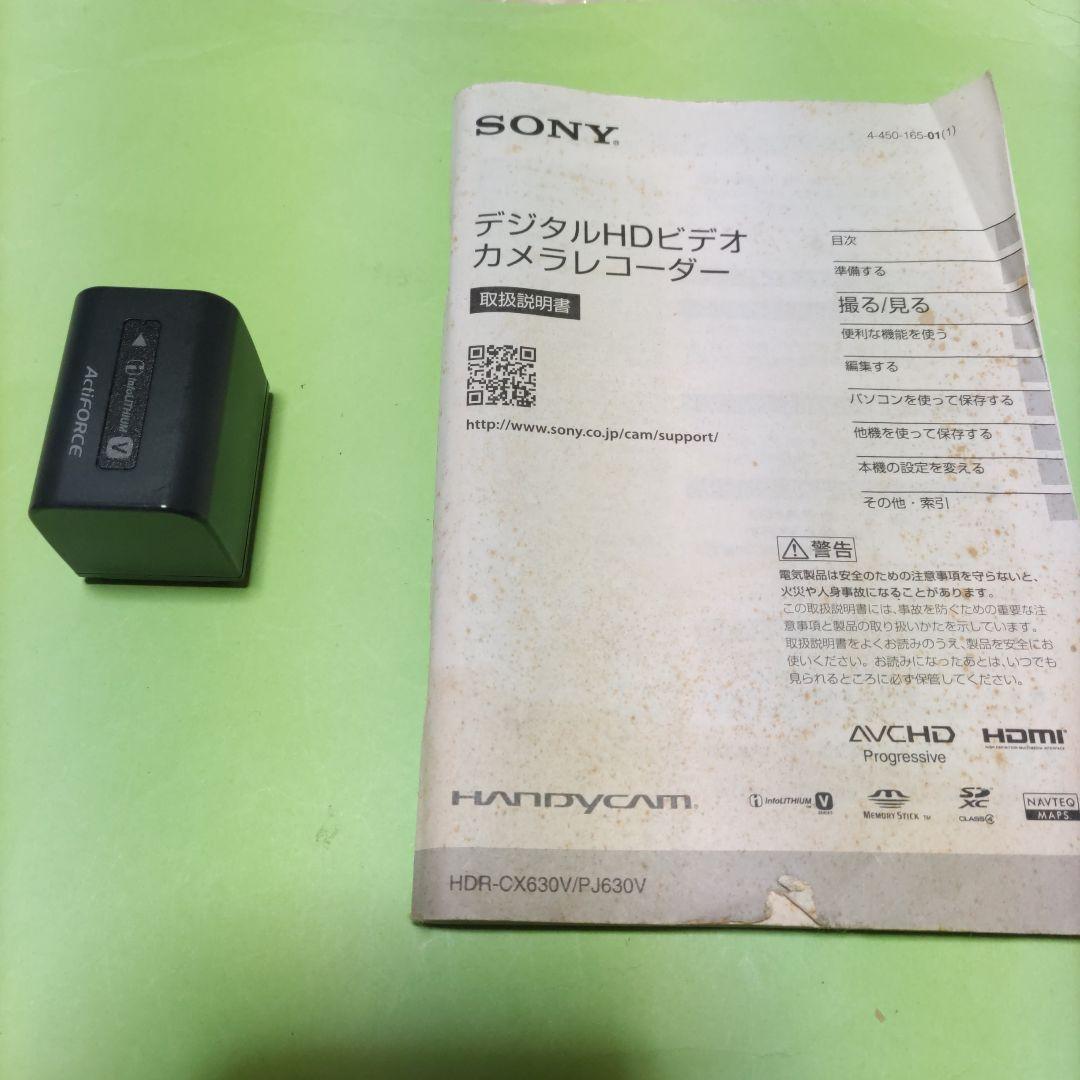 InfoLITHIUM V
ActiFORCE
SONY
4-450-165-01(1)
デジタルHDビデオ
カメラレコーダー
取扱説明書
http://www.sony.co.jp/cam/support/
目次
準備する
撮る/見る
便利な機能を使う
編集する
パソコンを使って保存する
他機を使って保存する
本機の設定を変える
その他・索引
警告
電気製品は安全のための注意事項を守らないと、
火災や人身事故になることがあります。
この取扱説明書には、事故を防ぐための重要な注
意事項と製品の取り扱いかたを示しています。
取扱説明書をよくお読みのうえ、製品を安全にお
使いください。お読みになったあとは、いつでも
見られるところに必ず保管してください。
AVCHD
Progressive
HDMI
HIGH-DEFINITION MULTIMEDIA INTERFACE
HANDYCAM®
InfoLITHIUM™ V SERIES
MEMORY STICK™
SD XC
CLASS4
NAVTEQ
MAPS
HDR-CX630V/PJ630V